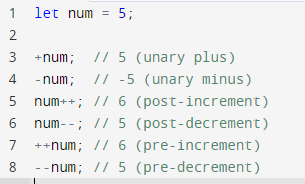 1 let num = 5;
2
3 +num;  // 5 (unary plus)
4 -num;  // -5 (unary minus)
5 num++; // 6 (post-increment)
6 num--; // 5 (post-decrement)
7 ++num; // 6 (pre-increment)
8 --num; // 5 (pre-decrement)